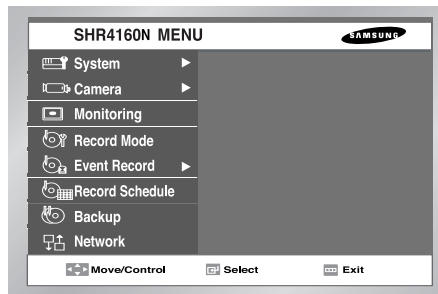 SHR4160N MENU
SAMSUNG
System
Camera
Monitoring
Record Mode
Event Record
Record Schedule
Backup
Network
Move/Control Select Exit